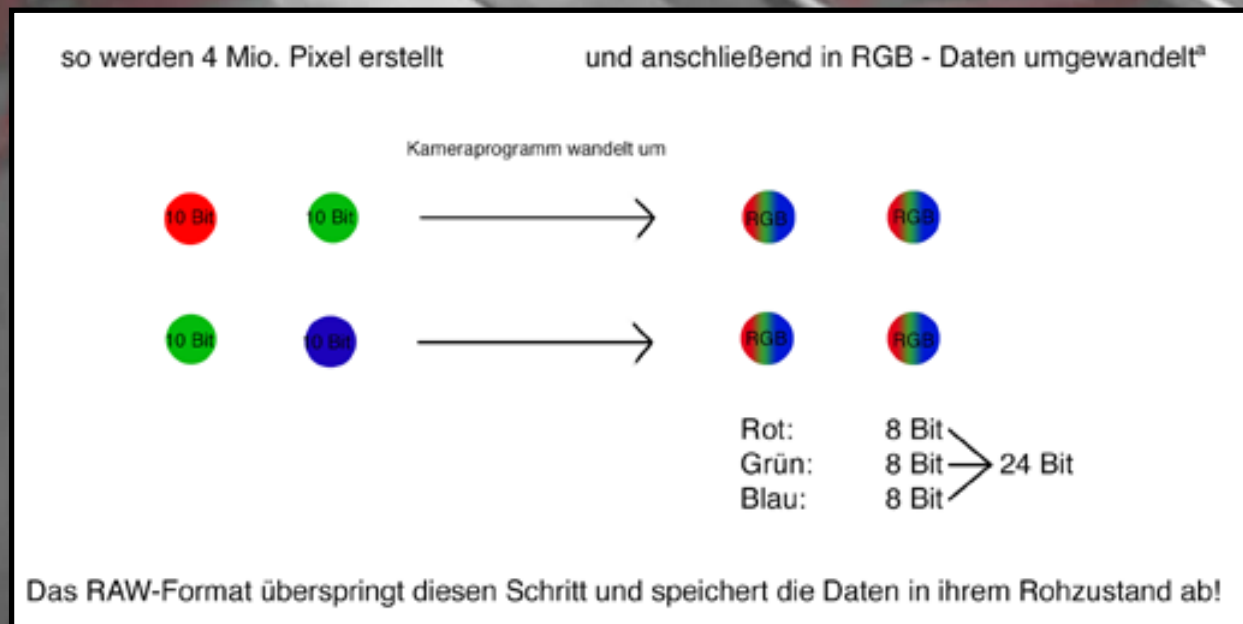 so werden 4 Mio. Pixel erstellt
und anschließend in RGB - Daten umgewandeltª
Kameraprogramm wandelt um
10 Bit 10 Bit RGB RGB
10 Bit 10 Bit RGB RGB
Rot: 8 Bit
Grün: 8 Bit 24 Bit
Blau: 8 Bit
Das RAW-Format überspringt diesen Schritt und speichert die Daten in ihrem Rohzustand ab!